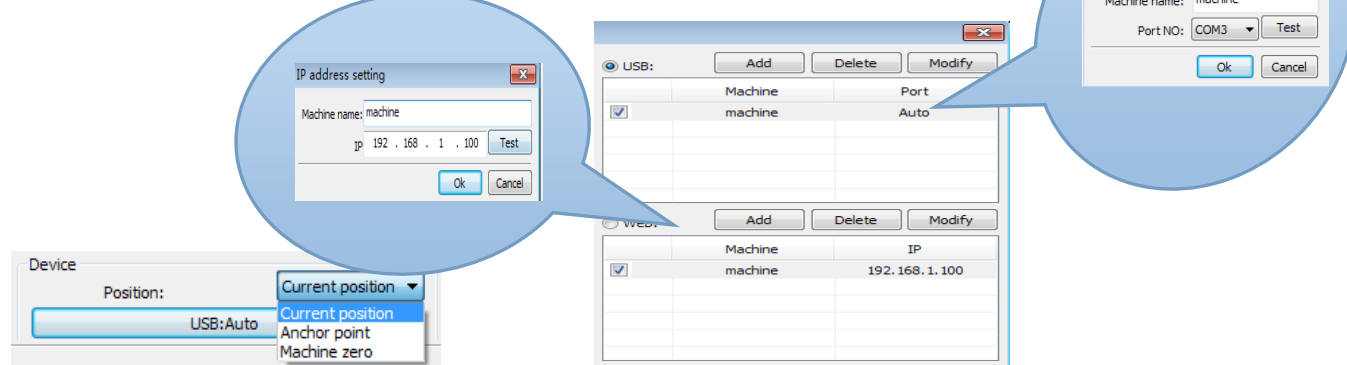 IP address setting
Machine name: machine
IP 192 . 168 . 1 . 100 Test
Ok Cancel
USB: Add Delete Modify
Machine Port
machine Auto
WEB: Add Delete Modify
Machine IP
machine 192.168.1.100
Machine name: machine
Port NO: COM3 Test
Ok Cancel
Device
Position: Current position
USB:Auto
Current position
Anchor point
Machine zero